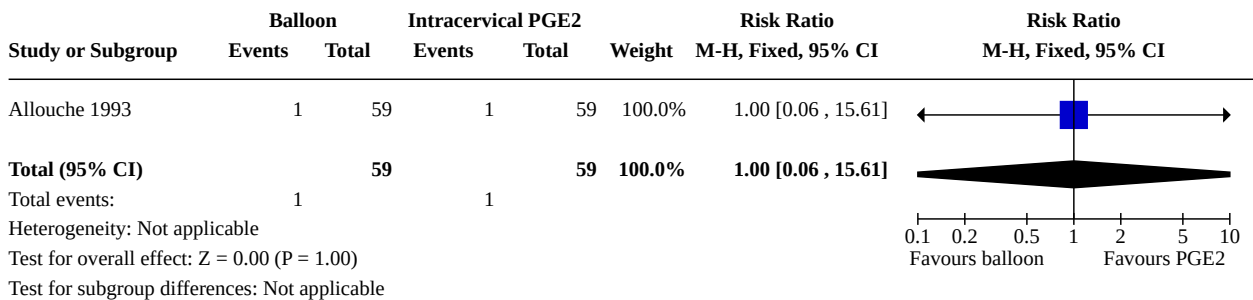 Balloon Intracervical PGE2 Risk Ratio Risk Ratio
Study or Subgroup Events Total Events Total Weight M-H, Fixed, 95% CI M-H, Fixed, 95% CI
Allouche 1993 1 59 1 59 100.0% 1.00 [0.06 , 15.61]
Total (95% CI) 59 59 100.0% 1.00 [0.06 , 15.61]
Total events: 1 1
Heterogeneity: Not applicable
0.1 0.2 0.5 1 2 5 10
Test for overall effect: Z = 0.00 (P = 1.00) Favours balloon Favours PGE2
Test for subgroup differences: Not applicable